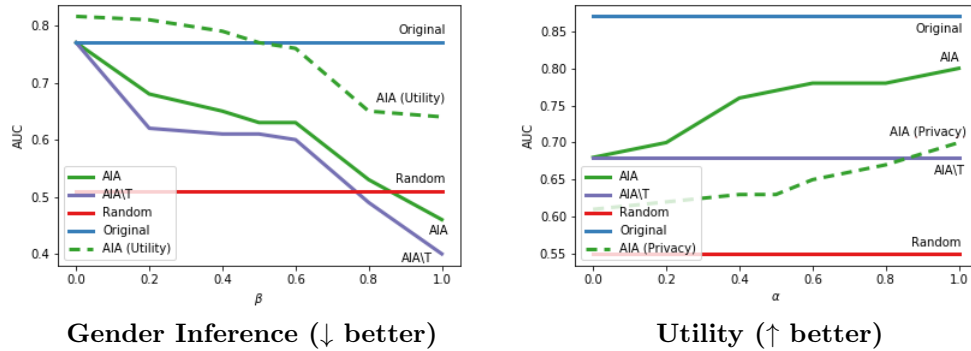 0.8
0.7
0.6
0.5
0.4
AUC
Original
AIA (Utility)
Random
AIA
AIA\T
AIA
AIA\T
Random
Original
AIA (Utility)
0.0 0.2 0.4 0.6 0.8 1.0
β
Gender Inference (↓ better)
0.85
0.80
0.75
0.70
0.65
0.60
0.55
AUC
Original
AIA
AIA (Privacy)
AIA\T
Random
AIA
AIA\T
Random
Original
AIA (Privacy)
0.0 0.2 0.4 0.6 0.8 1.0
α
Utility (↑ better)